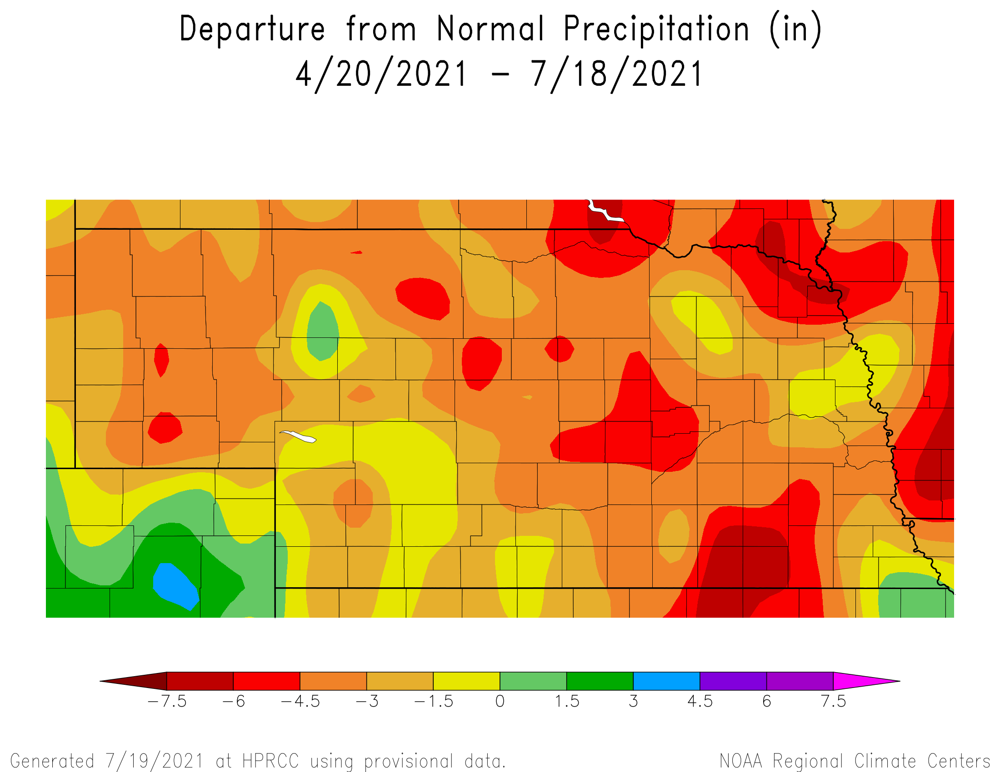 Departure from Normal Precipitation (in)
4/20/2021 – 7/18/2021
−7.5 −6 −4.5 −3 −1.5 0 1.5 3 4.5 6 7.5
Generated 7/19/2021 at HPRCC using provisional data. NOAA Regional Climate Centers